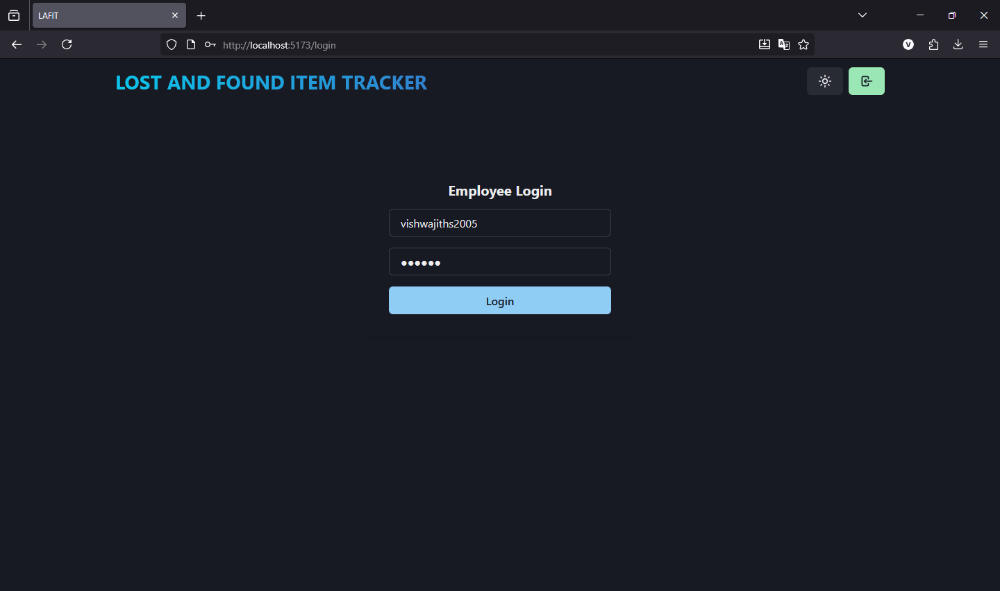 LAFIT
http://localhost:5173/login
V
LOST AND FOUND ITEM TRACKER
Employee Login
vishwajiths2005
●●●●●●
Login